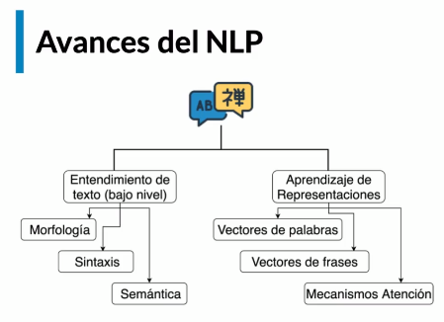 Avances del NLP
AB 禅
Entendimiento de
texto (bajo nivel)
Aprendizaje de
Representaciones
Morfología
Vectores de palabras
Sintaxis
Vectores de frases
Semántica
Mecanismos Atención